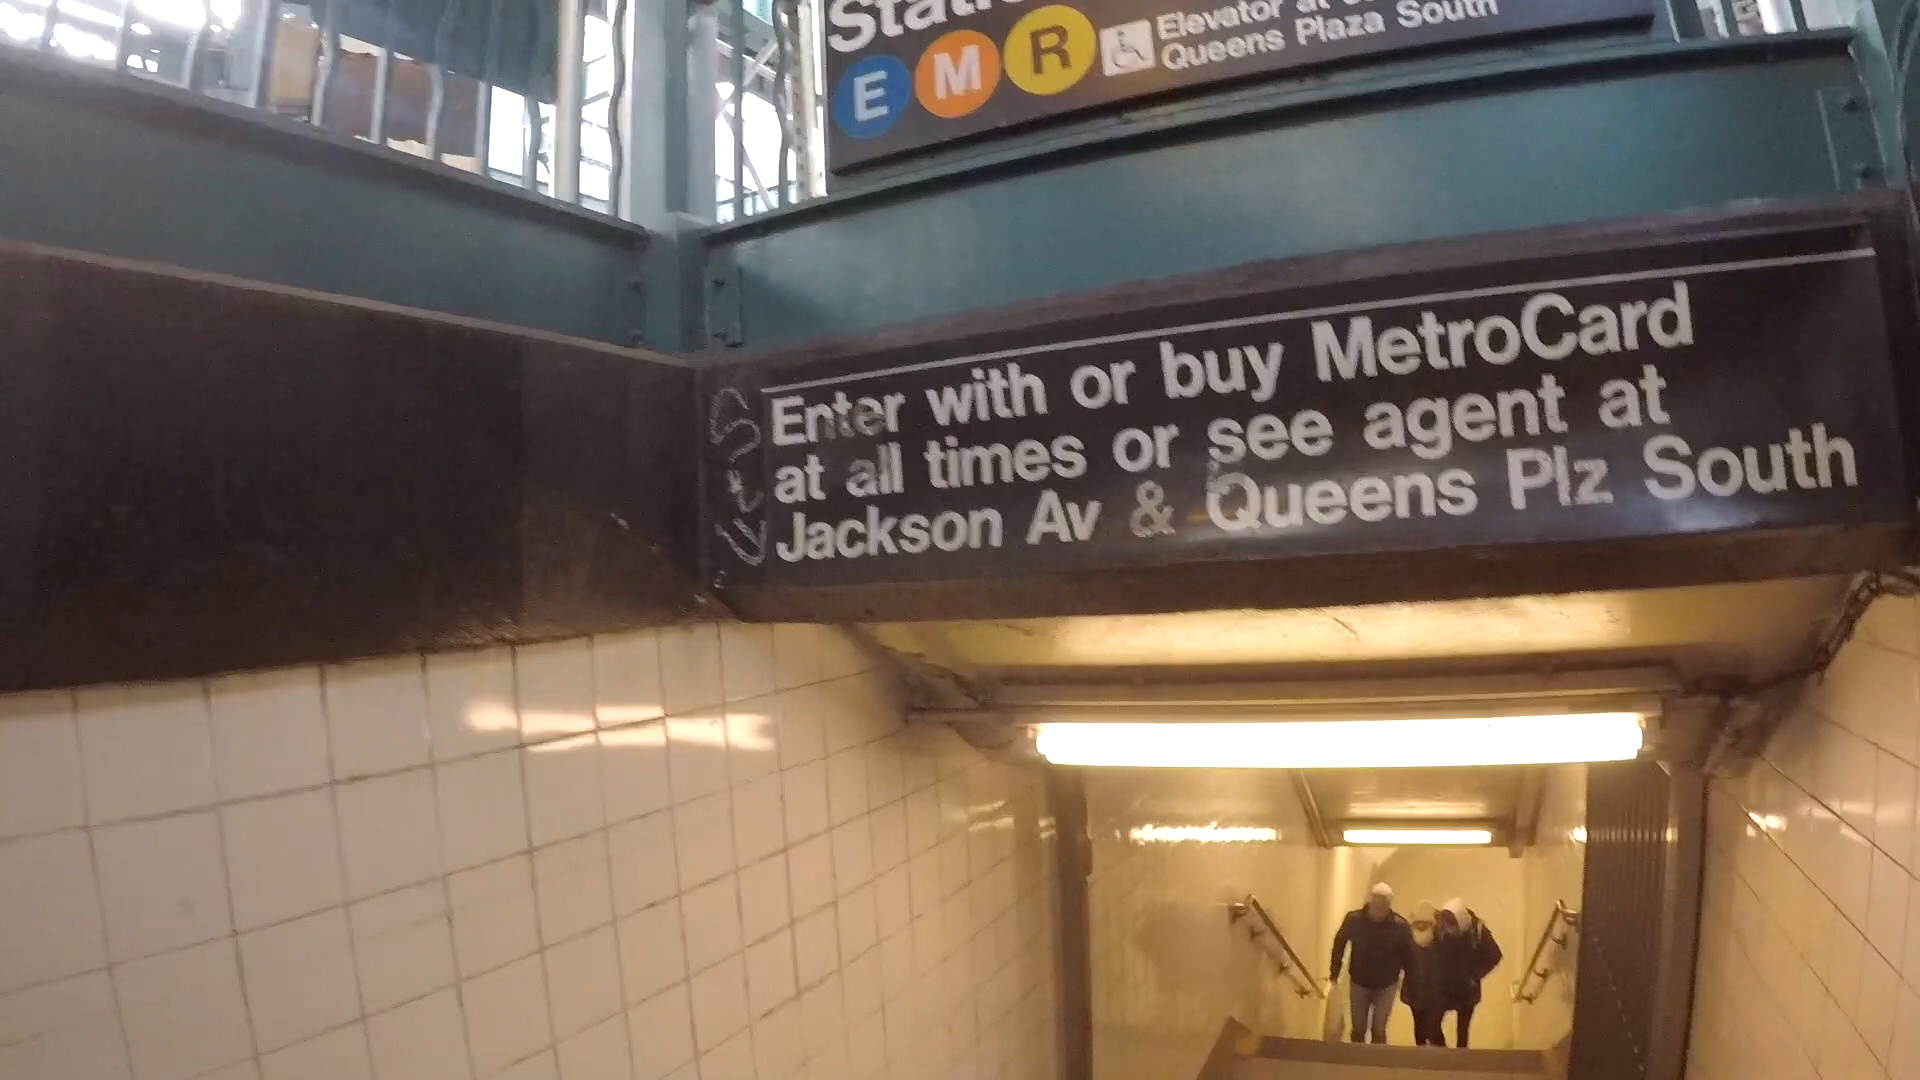 E M R Elevator at
Queens Plaza South
Enter with or buy MetroCard
at all times or see agent at
Jackson Av & Queens Plz South